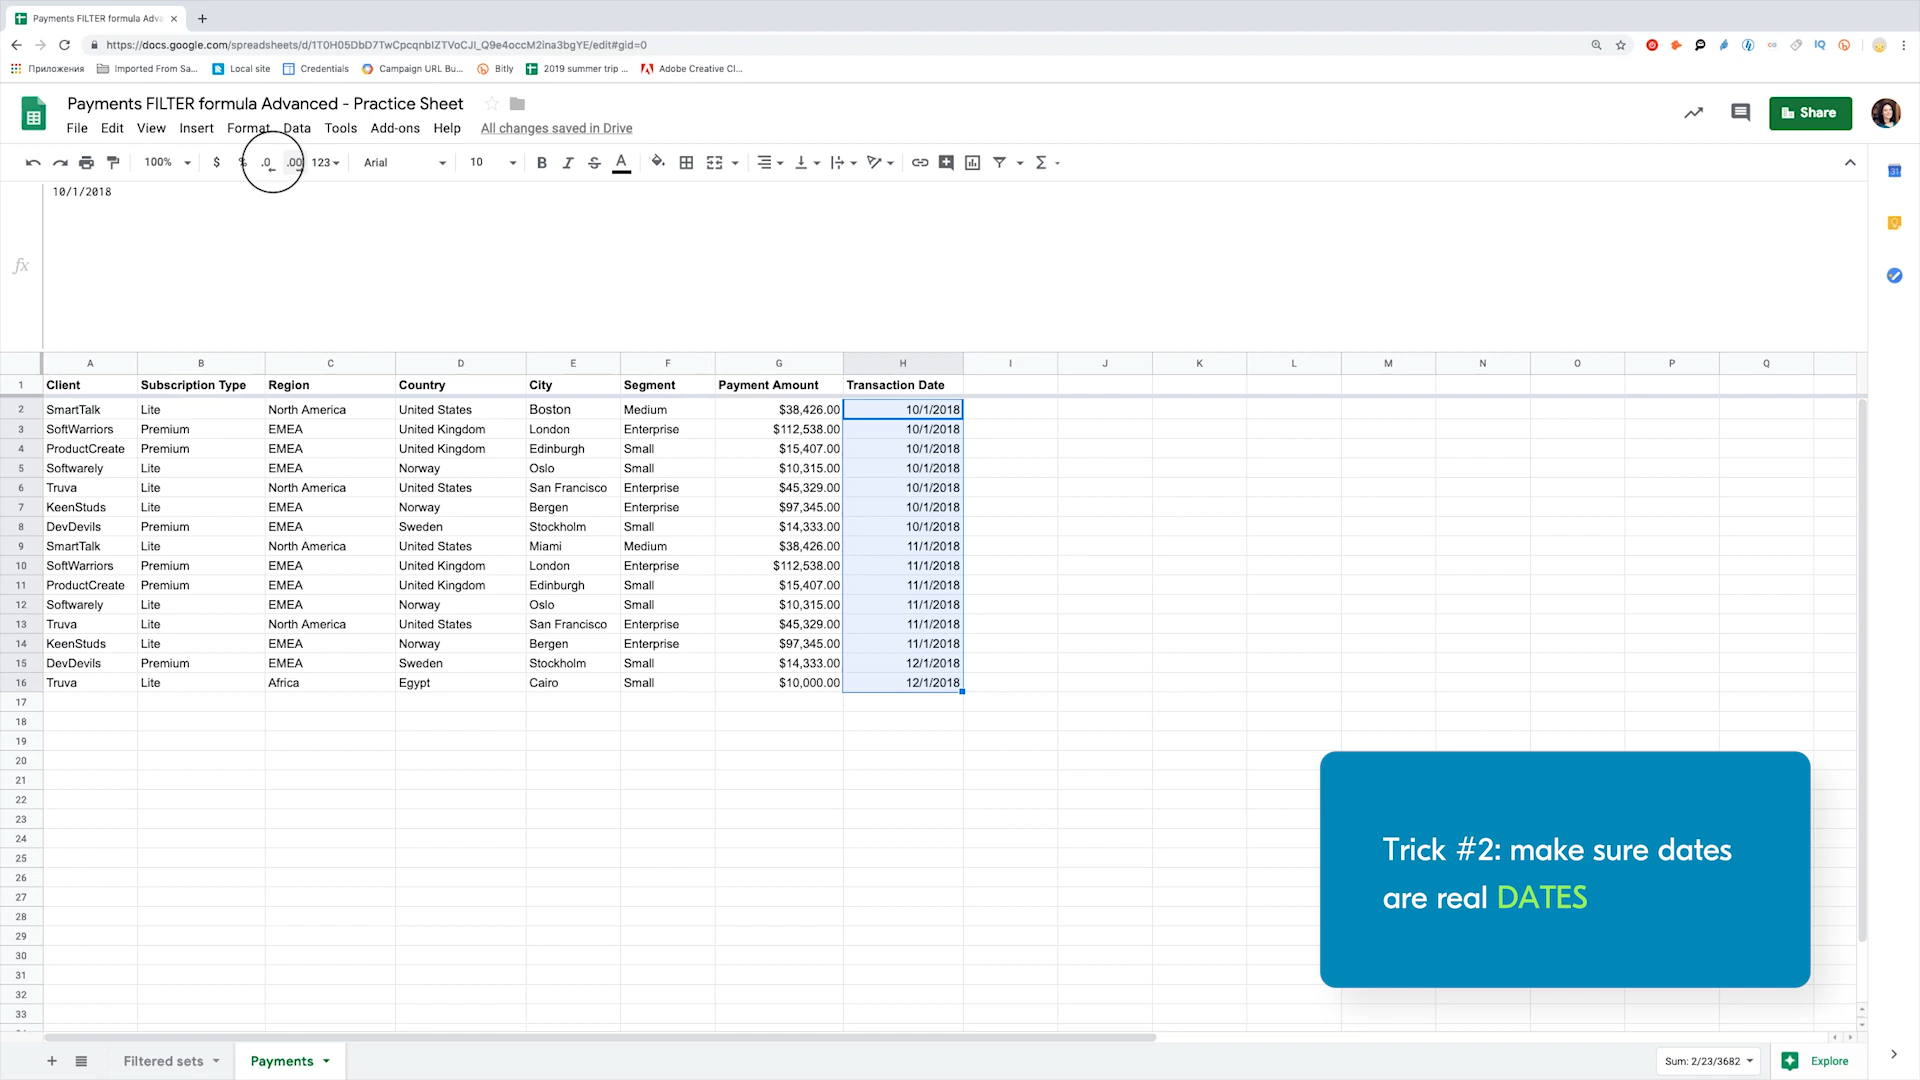 Payments FILTER formula Adva
https://docs.google.com/spreadsheets/d/1T0H05DbD7TwCpcqnbIZTVoCJI_Q9e4occM2ina3bgYE/edit#gid=0
Приложения Imported From Sa... Local site Credentials Campaign URL Bu... Bitly 2019 summer trip ... Adobe Creative Cl...
Payments FILTER formula Advanced - Practice Sheet
Share
File Edit View Insert Format Data Tools Add-ons Help All changes saved in Drive
100% $ % .0 .00 123 Arial 10 B I S A Σ
10/1/2018
fx
A B C D E F G H I J K L M N O P Q
1 Client Subscription Type Region Country City Segment Payment Amount Transaction Date
2 SmartTalk Lite North America United States Boston Medium $38,426.00 10/1/2018
3 SoftWarriors Premium EMEA United Kingdom London Enterprise $112,538.00 10/1/2018
4 ProductCreate Premium EMEA United Kingdom Edinburgh Small $15,407.00 10/1/2018
5 Softwarely Lite EMEA Norway Oslo Small $10,315.00 10/1/2018
6 Truva Lite North America United States San Francisco Enterprise $45,329.00 10/1/2018
7 KeenStuds Lite EMEA Norway Bergen Enterprise $97,345.00 10/1/2018
8 DevDevils Premium EMEA Sweden Stockholm Small $14,333.00 10/1/2018
9 SmartTalk Lite North America United States Miami Medium $38,426.00 11/1/2018
10 SoftWarriors Premium EMEA United Kingdom London Enterprise $112,538.00 11/1/2018
11 ProductCreate Premium EMEA United Kingdom Edinburgh Small $15,407.00 11/1/2018
12 Softwarely Lite EMEA Norway Oslo Small $10,315.00 11/1/2018
13 Truva Lite North America United States San Francisco Enterprise $45,329.00 11/1/2018
14 KeenStuds Lite EMEA Norway Bergen Enterprise $97,345.00 11/1/2018
15 DevDevils Premium EMEA Sweden Stockholm Small $14,333.00 12/1/2018
16 Truva Lite Africa Egypt Cairo Small $10,000.00 12/1/2018
17
18
19
20
21
22
23
24
25
26
27
28
29
30
31
32
33
Trick #2: make sure dates
are real DATES
Filtered sets Payments Sum: 2/23/3682 Explore